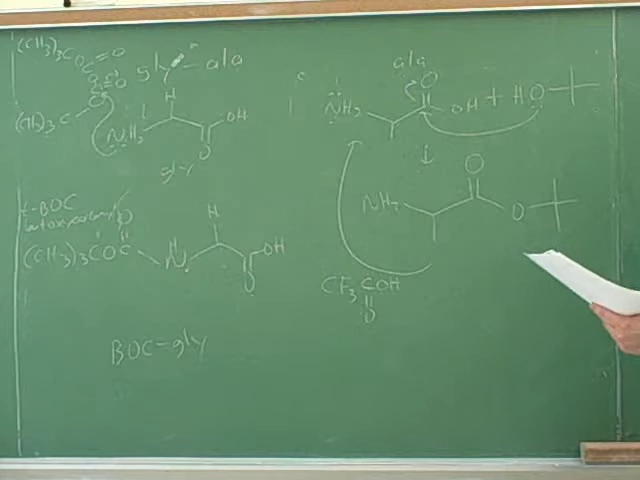 (CH3)3COC=O
gly - ala
O
C=O
H
(CH3)3C
NH2
OH
O
gly
t-BOC
O
H
(CH3)3COC
N
H
OH
O
BOC-gly
ala
O
NH2
OH + HO
O
NH2
O
CF3COH
O